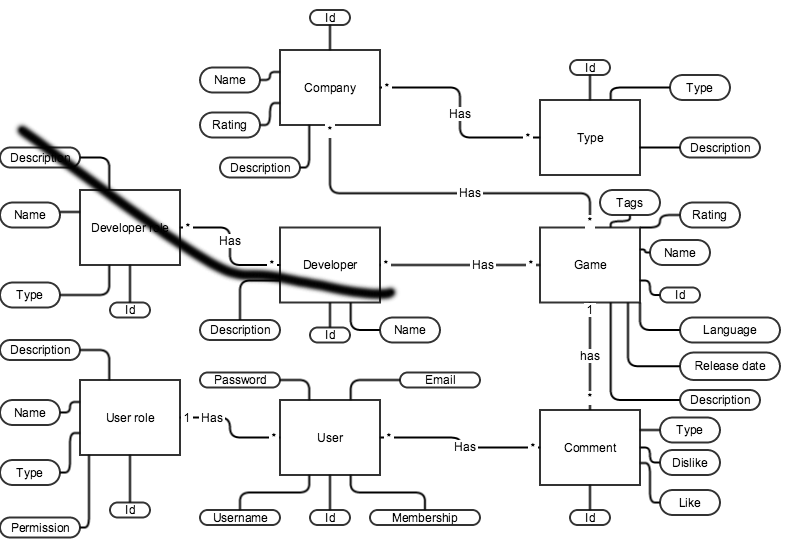 Id
Name
Company
*
Id
Type
Has
Rating
*
*
Type
Description
Description
Description
Has
Tags
Name
*
Rating
Developer role
*
Has
Name
*
Developer
*
Has
*
Game
Type
Id
Id
1
Description
Id
Name
Language
Description
has
Release date
Password
Email
*
Description
Name
User role
1
Has
*
User
*
Has
*
Comment
Type
Dislike
Type
Like
Id
Permission
Username
Id
Membership
Id